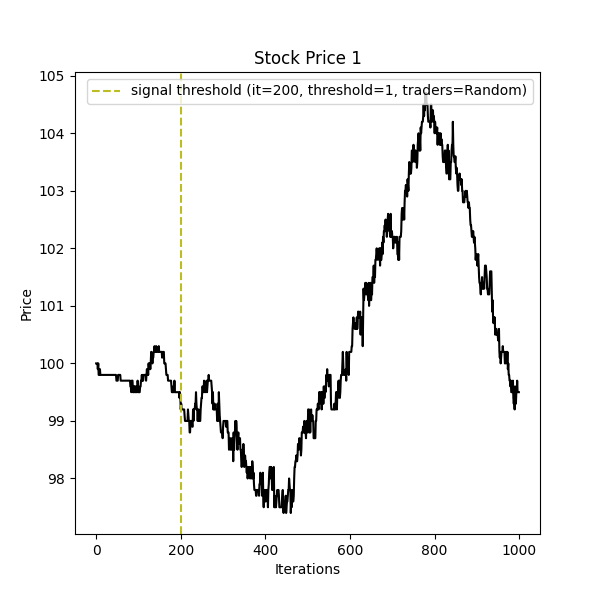 Stock Price 1
signal threshold (it=200, threshold=1, traders=Random)
105
104
103
102
101
100
99
98
Price
0 200 400 600 800 1000
Iterations